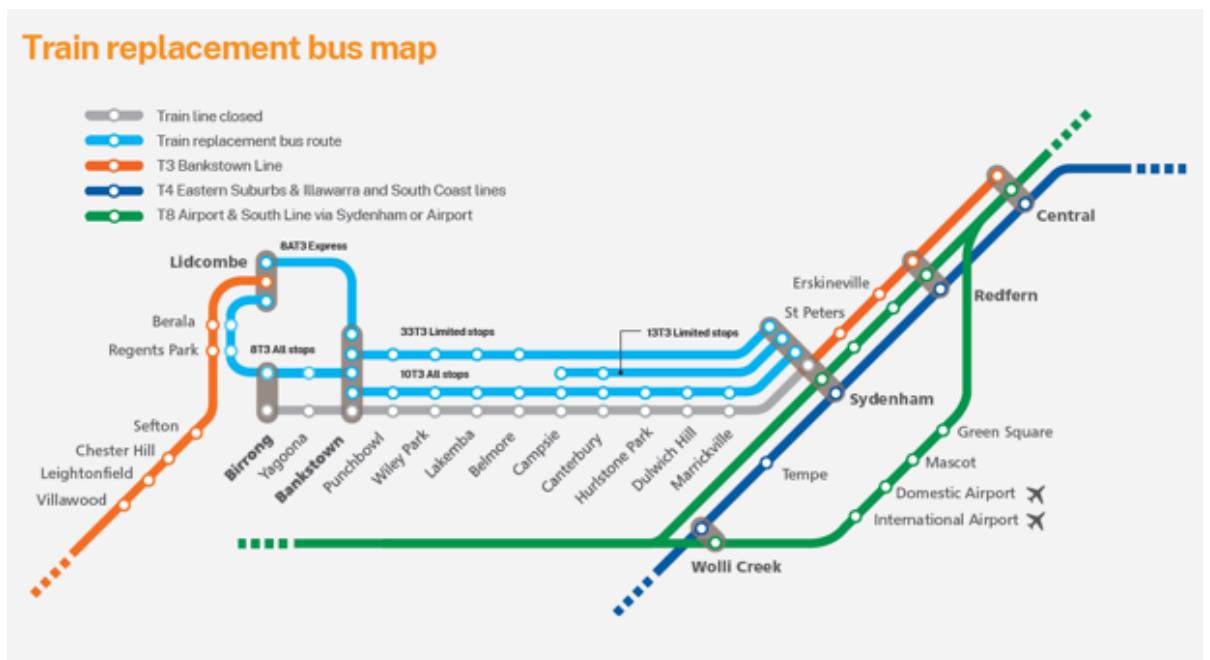 Train replacement bus map
Train line closed
Train replacement bus route
T3 Bankstown Line
T4 Eastern Suburbs & Illawarra and South Coast lines
T8 Airport & South Line via Sydenham or Airport
Central
8AT3 Express
Lidcombe
Erskineville
Redfern
St Peters
Berala
33T3 Limited stops
13T3 Limited stops
Regents Park
8T3 All stops
10T3 All stops
Sydenham
Sefton
Chester Hill
Leightonfield
Villawood
Birrong
Yagoona
Bankstown
Punchbowl
Wiley Park
Lakemba
Belmore
Campsie
Canterbury
Hurlstone Park
Dulwich Hill
Marrickville
Green Square
Mascot
Tempe
Domestic Airport
International Airport
Wolli Creek